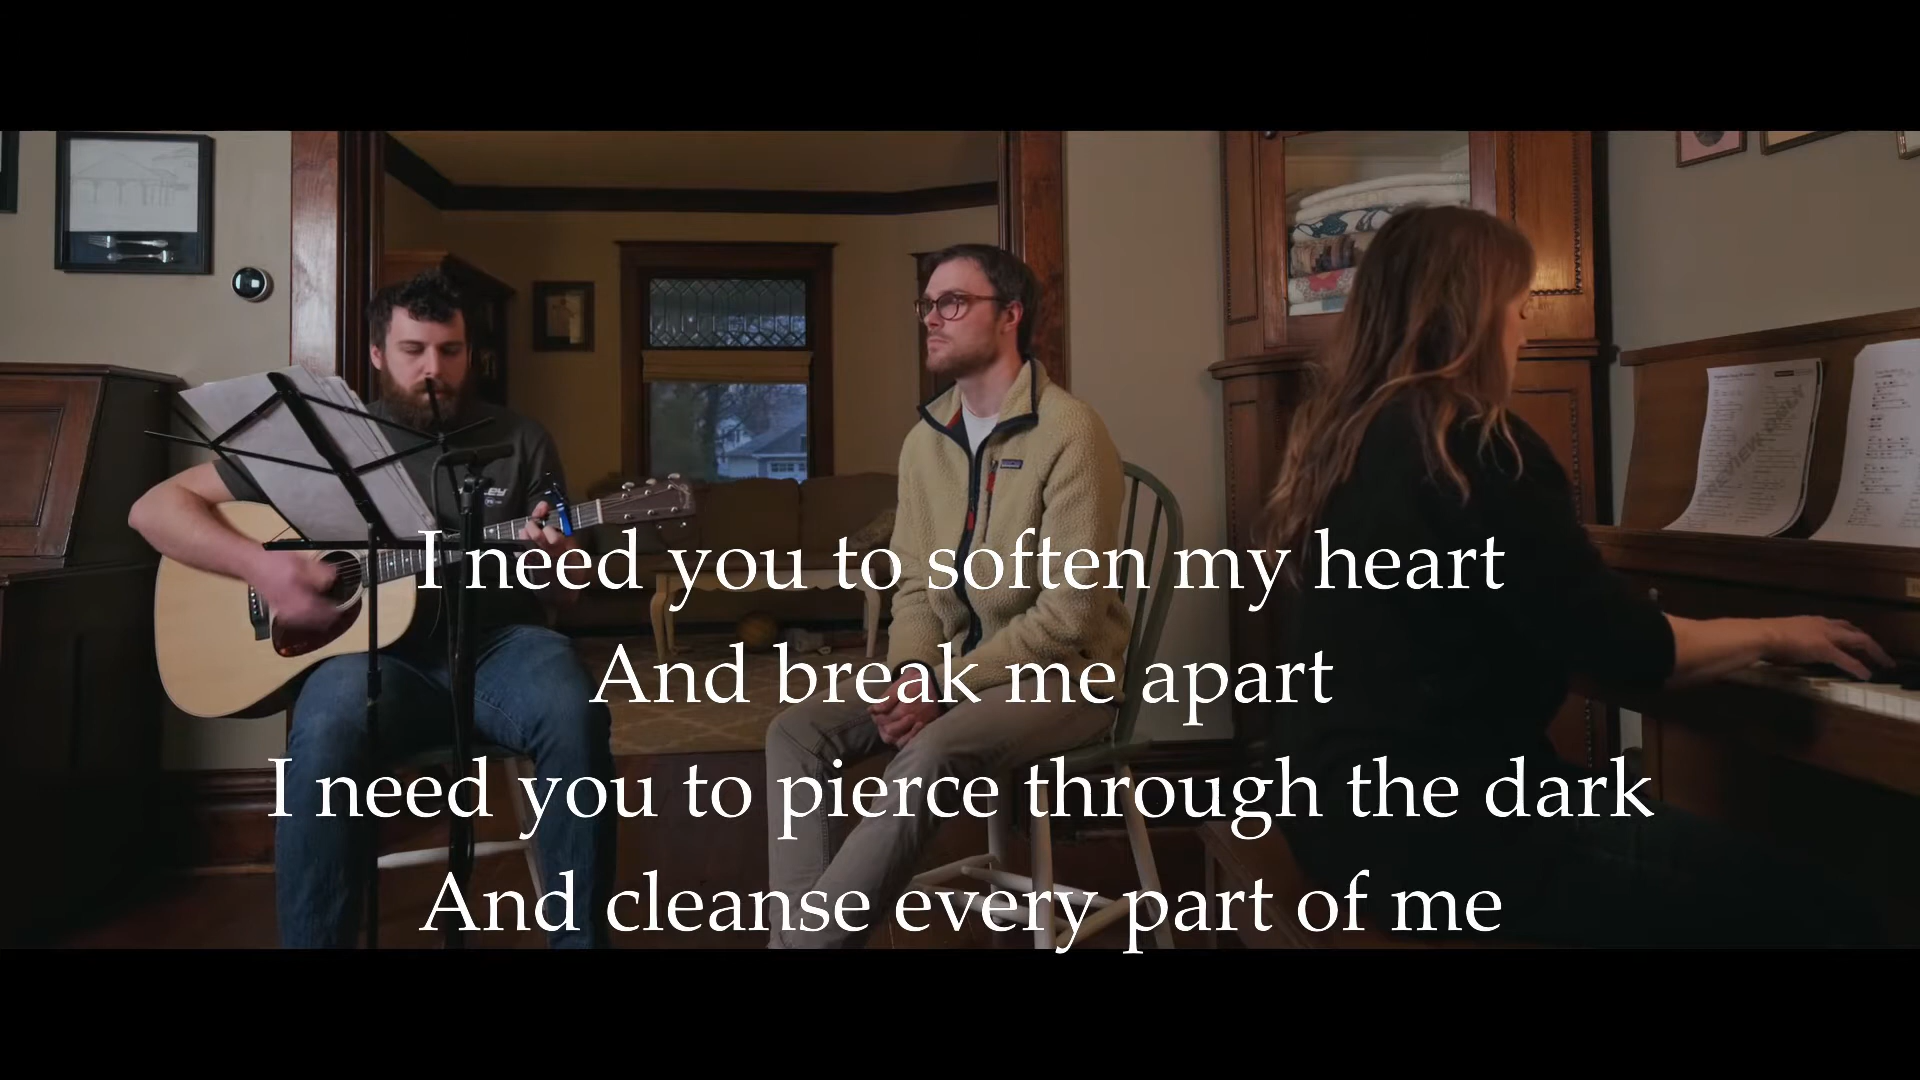 I need you to soften my heart
And break me apart
I need you to pierce through the dark
And cleanse every part of me